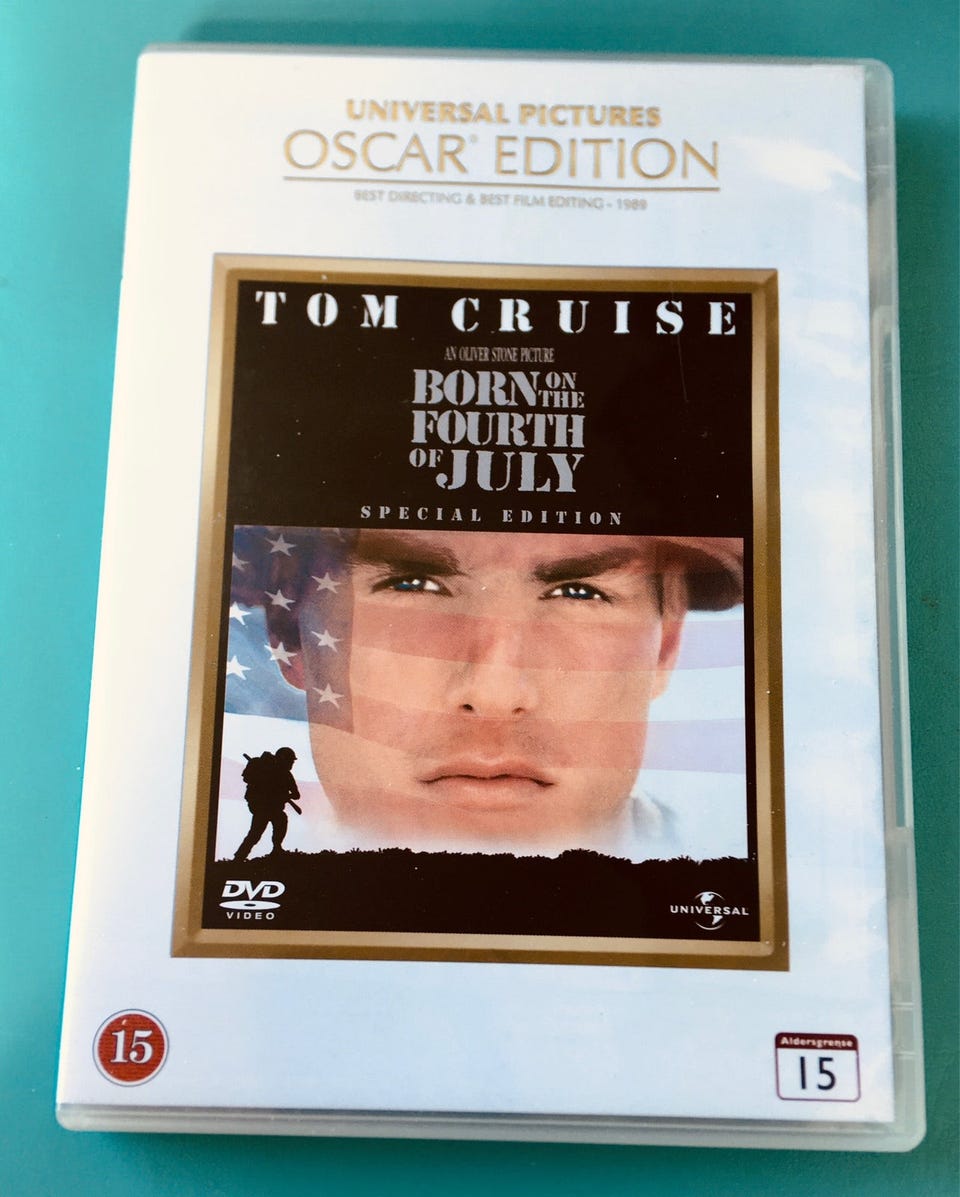 UNIVERSAL PICTURES
OSCAR® EDITION
BEST DIRECTING & BEST FILM EDITING - 1989
TOM CRUISE
AN OLIVER STONE PICTURE
BORN ON THE
FOURTH
OF JULY
SPECIAL EDITION
DVD
VIDEO
UNIVERSAL
15
Aldersgrense
15